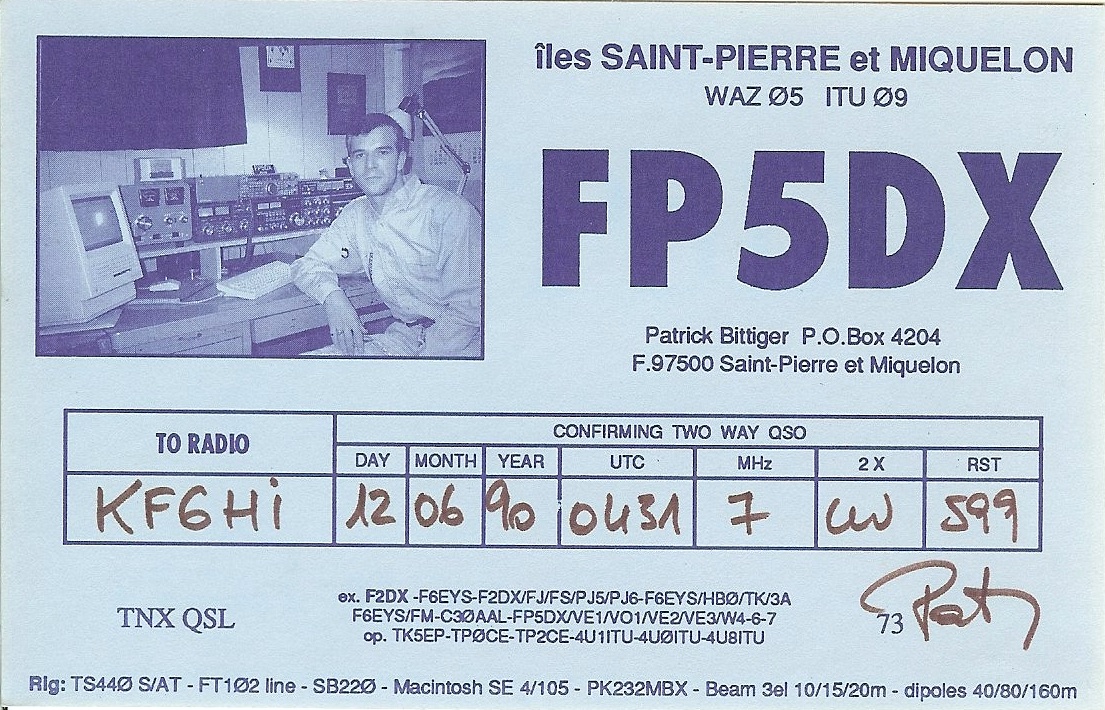 îles SAINT-PIERRE et MIQUELON
WAZ Ø5 ITU Ø9
FP5DX
Patrick Bittiger P.O.Box 4204
F.97500 Saint-Pierre et Miquelon
TO RADIO
CONFIRMING TWO WAY QSO
DAY MONTH YEAR UTC MHz 2 X RST
KF6Hi 12 06 90 0431 7 CW 599
ex. F2DX -F6EYS-F2DX/FJ/FS/PJ5/PJ6-F6EYS/HBØ/TK/3A
F6EYS/FM-C3ØAAL-FP5DX/VE1/VO1/VE2/VE3/W4-6-7
op. TK5EP-TPØCE-TP2CE-4U1ITU-4UØITU-4U8ITU
TNX QSL
73 Pat
Rig: TS44Ø S/AT - FT1Ø2 line - SB22Ø - Macintosh SE 4/105 - PK232MBX - Beam 3el 10/15/20m - dipoles 40/80/160m